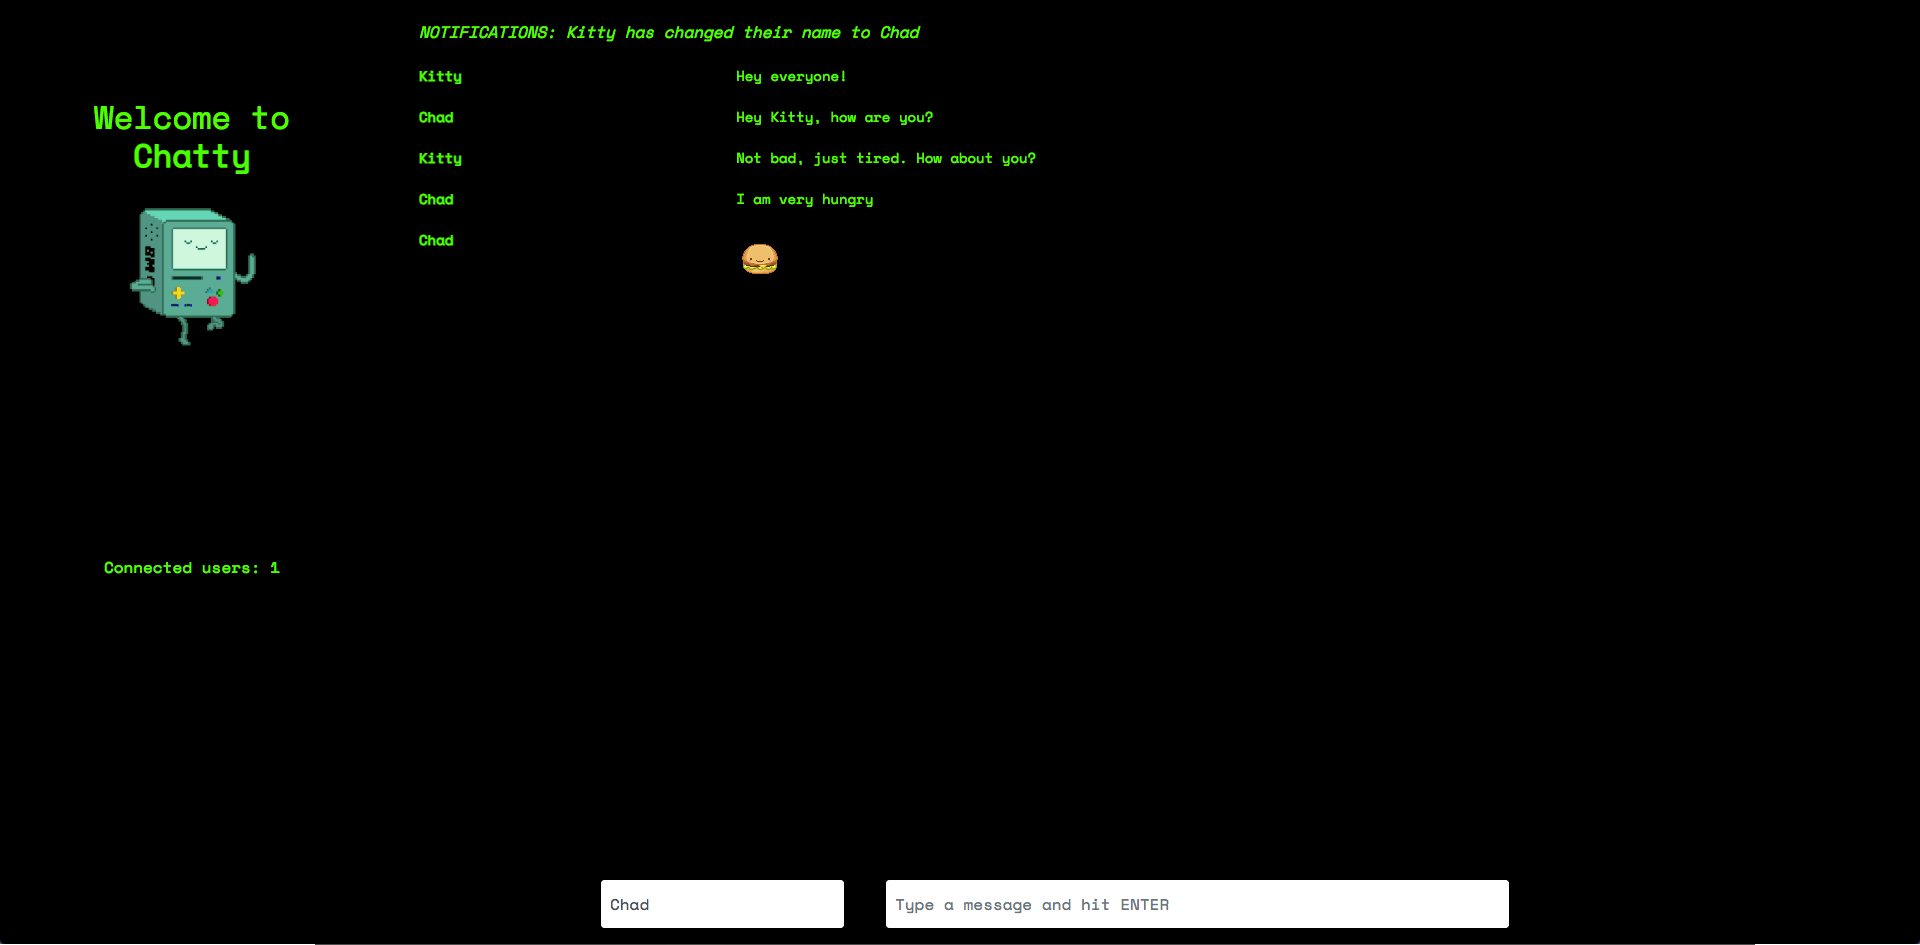 NOTIFICATIONS: Kitty has changed their name to Chad
Welcome to
Chatty
Connected users: 1
Kitty Hey everyone!
Chad Hey Kitty, how are you?
Kitty Not bad, just tired. How about you?
Chad I am very hungry
Chad
Chad
Type a message and hit ENTER